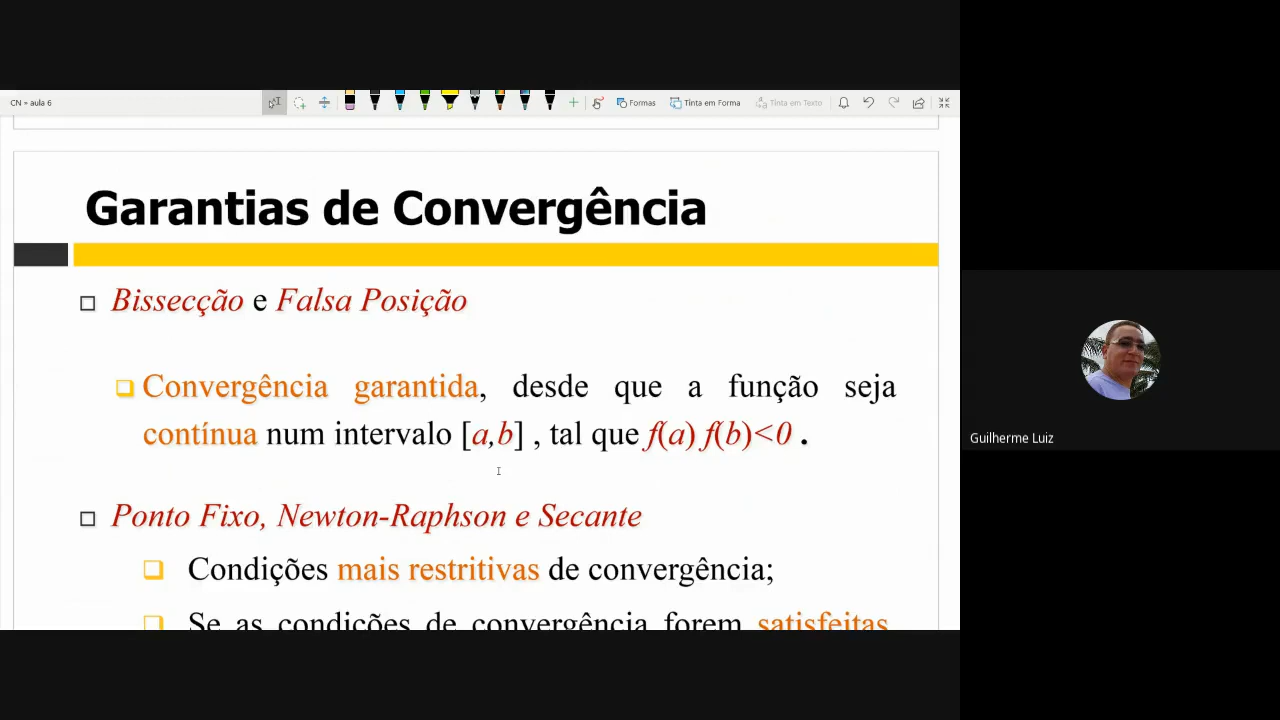 CN = aula 6
Formas
Tinta em Forma
Tinta em Texto
Garantias de Convergência
Bissecção e Falsa Posição
Convergência garantida, desde que a função seja
contínua num intervalo [a,b] , tal que f(a) f(b)<0 .
Ponto Fixo, Newton-Raphson e Secante
Condições mais restritivas de convergência;
Se as condições de convergência forem satisfeitas
Guilherme Luiz